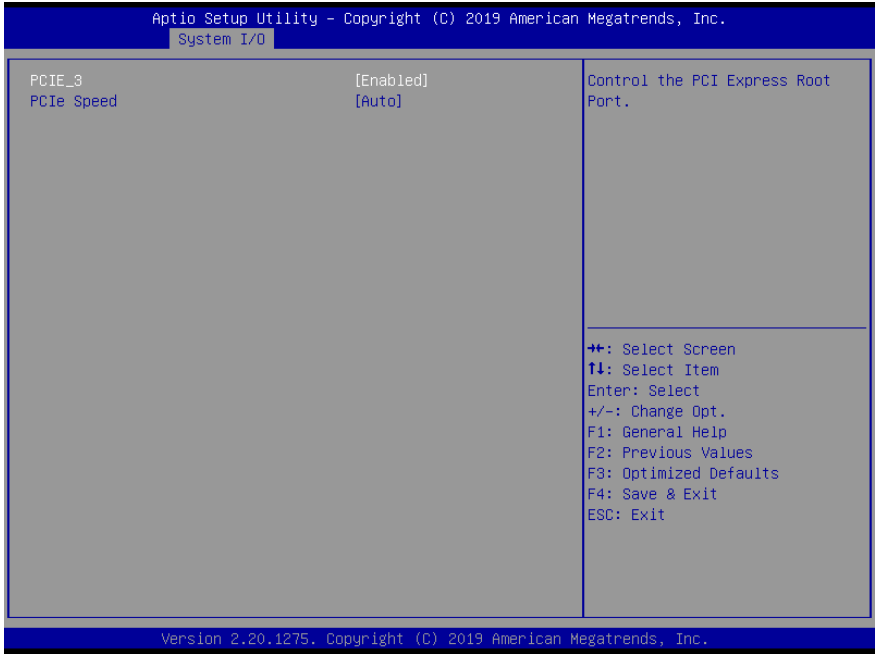 Aptio Setup Utility – Copyright (C) 2019 American Megatrends, Inc.
System I/O
PCIE_3 [Enabled]
PCIe Speed [Auto]
Control the PCI Express Root
Port.
→←: Select Screen
↑↓: Select Item
Enter: Select
+/-: Change Opt.
F1: General Help
F2: Previous Values
F3: Optimized Defaults
F4: Save & Exit
ESC: Exit
Version 2.20.1275. Copyright (C) 2019 American Megatrends, Inc.